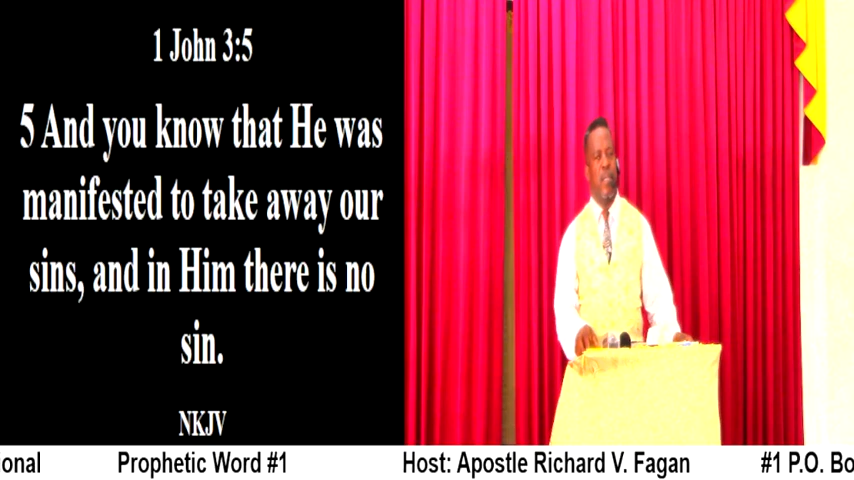 1 John 3:5
5 And you know that He was
manifested to take away our
sins, and in Him there is no
sin.
NKJV
ional Prophetic Word #1 Host: Apostle Richard V. Fagan #1 P.O. Bo